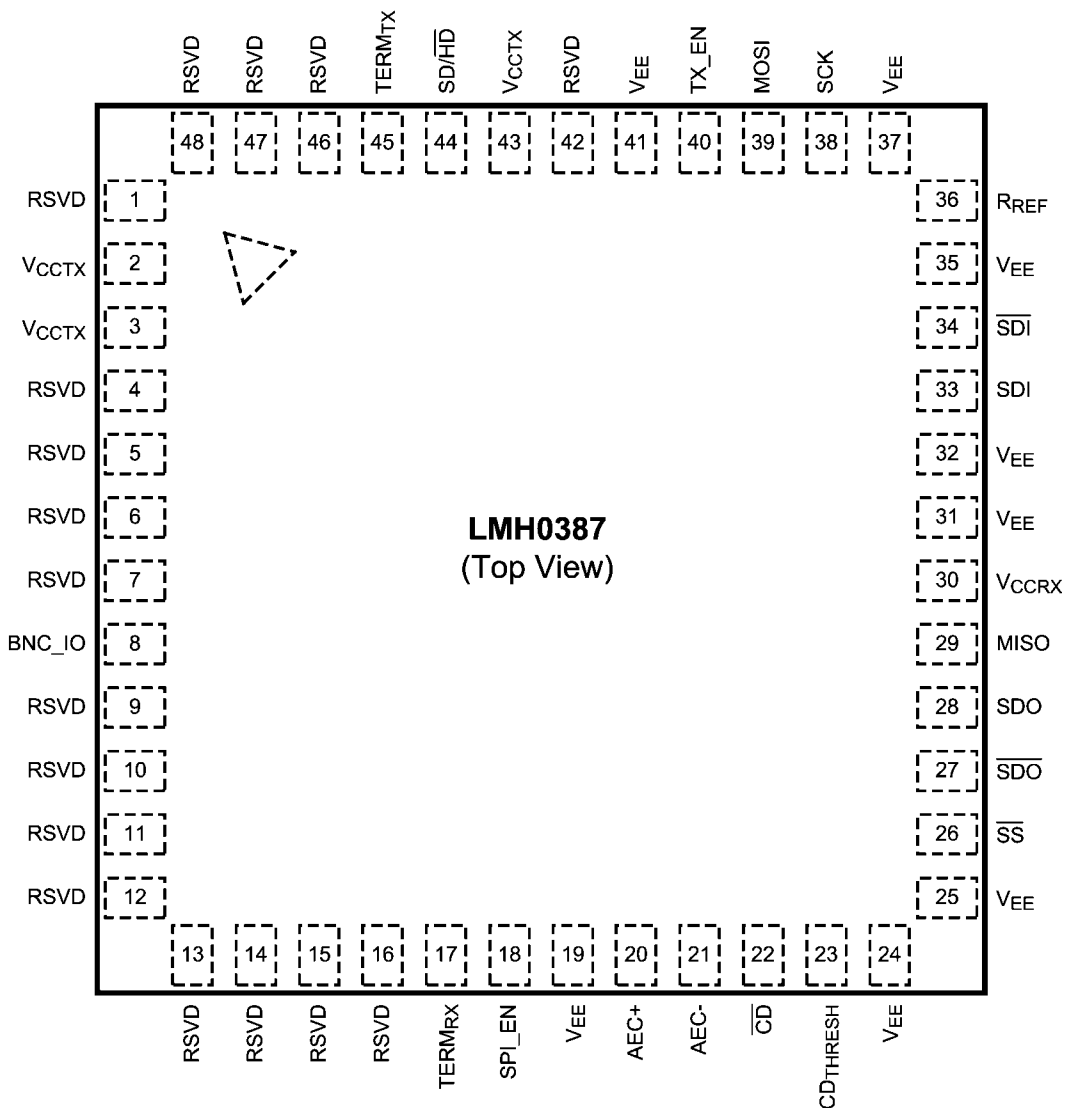 RSVD RSVD RSVD TERMTX SD/H̅D̅ VCCTX RSVD VEE TX_EN MOSI SCK VEE
48 47 46 45 44 43 42 41 40 39 38 37
RSVD 1 36 RREF
VCCTX 2 35 VEE
VCCTX 3 34 S̅D̅I̅
RSVD 4 33 SDI
RSVD 5 32 VEE
RSVD 6 31 VEE
LMH0387
(Top View)
RSVD 7 30 VCCRX
BNC_IO 8 29 MISO
RSVD 9 28 SDO
RSVD 10 27 S̅D̅O̅
RSVD 11 26 S̅S̅
RSVD 12 25 VEE
13 14 15 16 17 18 19 20 21 22 23 24
RSVD RSVD RSVD RSVD TERMRX SPI_EN VEE AEC+ AEC- C̅D̅ CDTHRESH VEE